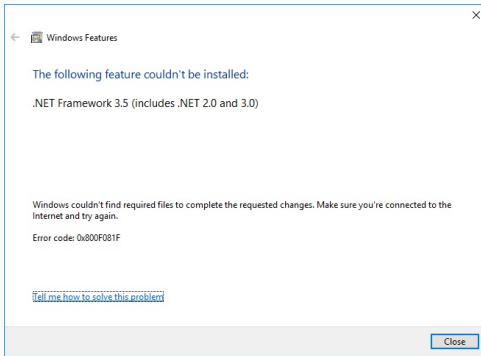 Windows Features
The following feature couldn't be installed:
.NET Framework 3.5 (includes .NET 2.0 and 3.0)
Windows couldn't find required files to complete the requested changes. Make sure you're connected to the
Internet and try again.
Error code: 0x800F081F
Tell me how to solve this problem
Close